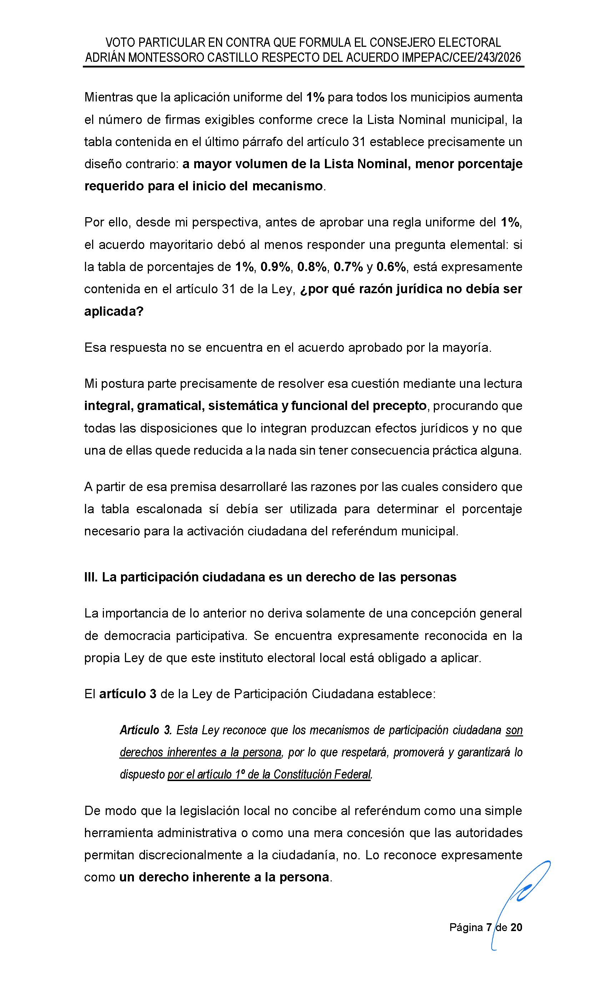 VOTO PARTICULAR EN CONTRA QUE FORMULA EL CONSEJERO ELECTORAL
ADRIÁN MONTESSORO CASTILLO RESPECTO DEL ACUERDO IMPEPAC/CEE/243/2026
Mientras que la aplicación uniforme del 1% para todos los municipios aumenta
el número de firmas exigibles conforme crece la Lista Nominal municipal, la
tabla contenida en el último párrafo del artículo 31 establece precisamente un
diseño contrario: a mayor volumen de la Lista Nominal, menor porcentaje
requerido para el inicio del mecanismo.
Por ello, desde mi perspectiva, antes de aprobar una regla uniforme del 1%,
el acuerdo mayoritario debó al menos responder una pregunta elemental: si
la tabla de porcentajes de 1%, 0.9%, 0.8%, 0.7% y 0.6%, está expresamente
contenida en el artículo 31 de la Ley, ¿por qué razón jurídica no debía ser
aplicada?
Esa respuesta no se encuentra en el acuerdo aprobado por la mayoría.
Mi postura parte precisamente de resolver esa cuestión mediante una lectura
integral, gramatical, sistemática y funcional del precepto, procurando que
todas las disposiciones que lo integran produzcan efectos jurídicos y no que
una de ellas quede reducida a la nada sin tener consecuencia práctica alguna.
A partir de esa premisa desarrollaré las razones por las cuales considero que
la tabla escalonada sí debía ser utilizada para determinar el porcentaje
necesario para la activación ciudadana del referéndum municipal.
III. La participación ciudadana es un derecho de las personas
La importancia de lo anterior no deriva solamente de una concepción general
de democracia participativa. Se encuentra expresamente reconocida en la
propia Ley de que este instituto electoral local está obligado a aplicar.
El artículo 3 de la Ley de Participación Ciudadana establece:
Artículo 3. Esta Ley reconoce que los mecanismos de participación ciudadana son
derechos inherentes a la persona, por lo que respetará, promoverá y garantizará lo
dispuesto por el artículo 1º de la Constitución Federal.
De modo que la legislación local no concibe al referéndum como una simple
herramienta administrativa o como una mera concesión que las autoridades
permitan discrecionalmente a la ciudadanía, no. Lo reconoce expresamente
como un derecho inherente a la persona.
Página 7 de 20